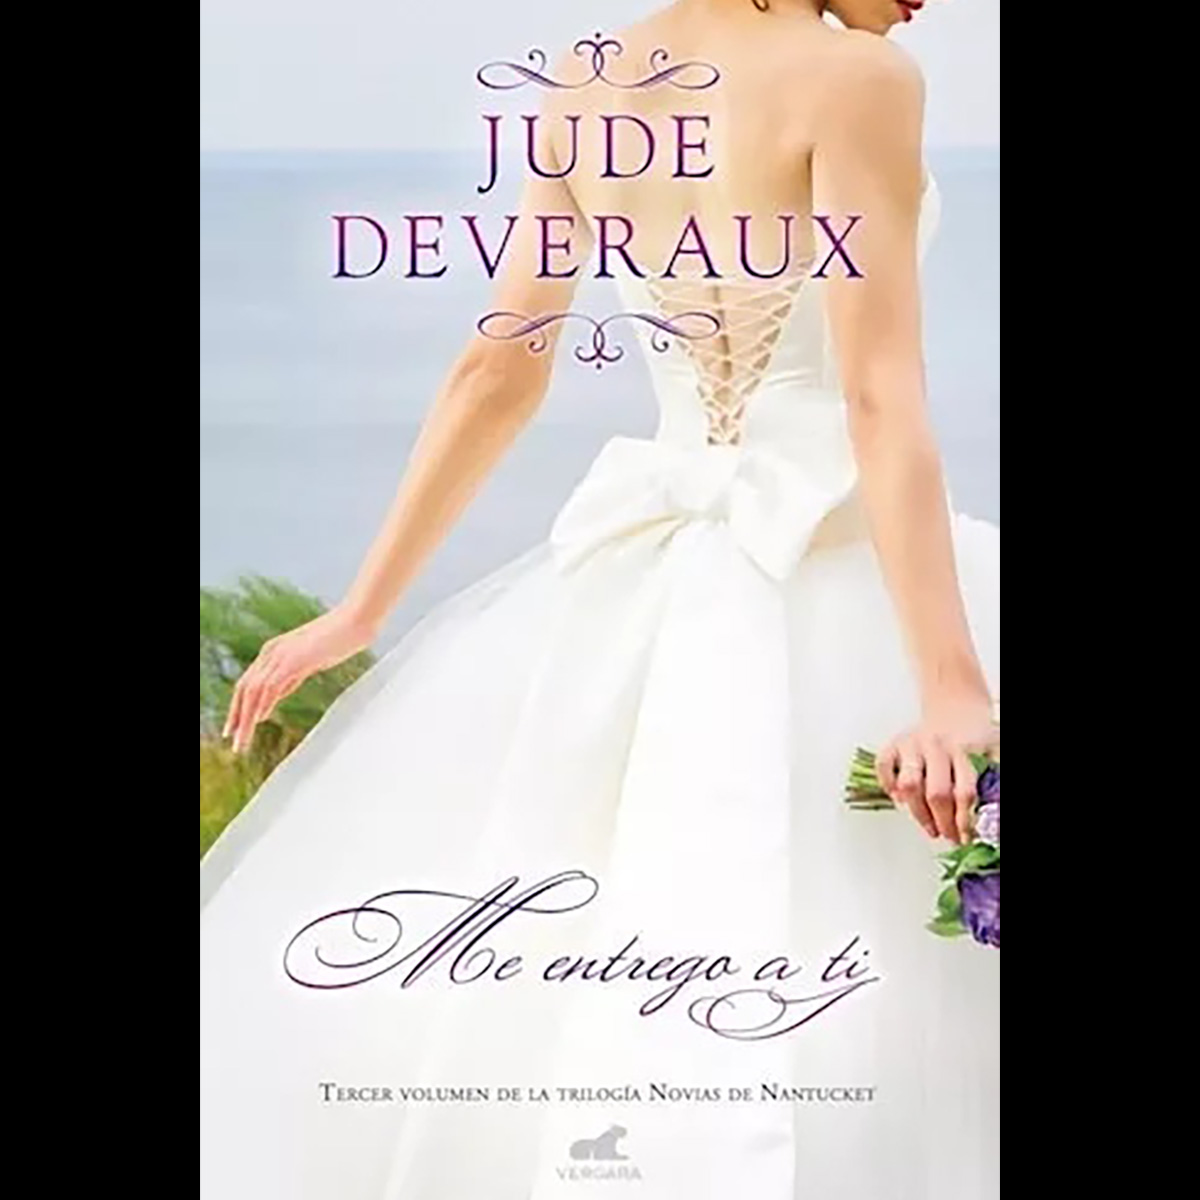 JUDE
DEVERAUX
Me entrego a ti
TERCER VOLUMEN DE LA TRILOGÍA NOVIAS DE NANTUCKET
VERGARA